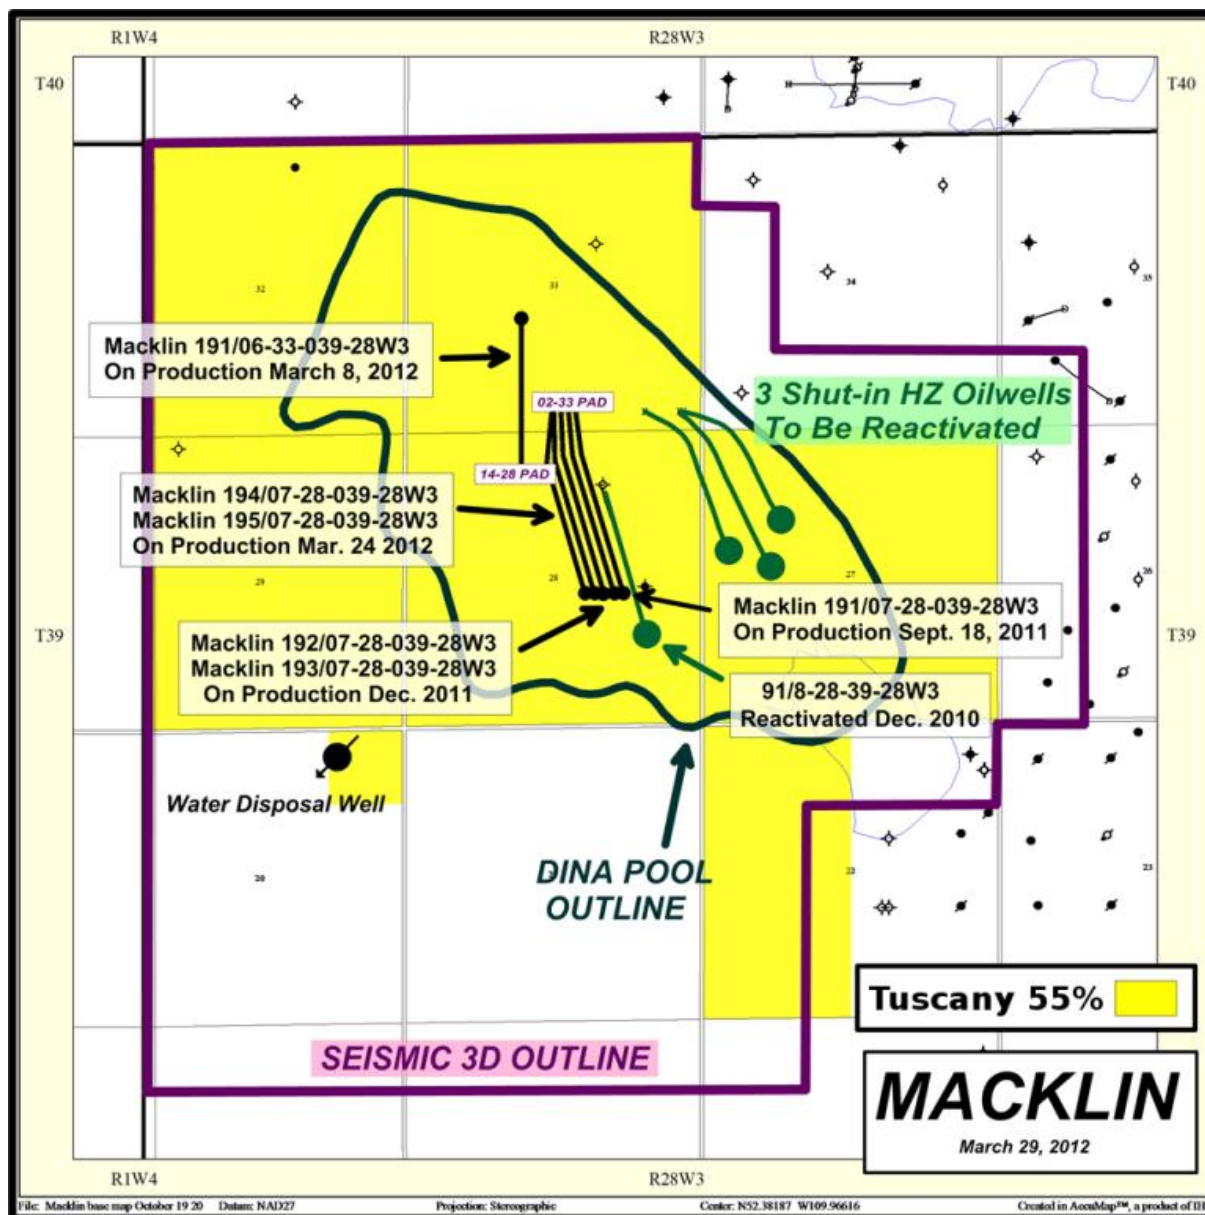 R1W4 R28W3
T40 T40
32
33
34
35
Macklin 191/06-33-039-28W3
On Production March 8, 2012
02-33 PAD
3 Shut-in HZ Oilwells
To Be Reactivated
14-28 PAD
Macklin 194/07-28-039-28W3
Macklin 195/07-28-039-28W3
On Production Mar. 24 2012
29
28
27
26
Macklin 191/07-28-039-28W3
On Production Sept. 18, 2011
T39 T39
Macklin 192/07-28-039-28W3
Macklin 193/07-28-039-28W3
On Production Dec. 2011
91/8-28-39-28W3
Reactivated Dec. 2010
Water Disposal Well
20
22
23
DINA POOL
OUTLINE
Tuscany 55%
SEISMIC 3D OUTLINE
MACKLIN
March 29, 2012
R1W4 R28W3
File: Macklin base map October 19 20 Datum: NAD27 Projection: Stereographic Center: N52.38187 W109.96616 Created in AccuMap™, a product of